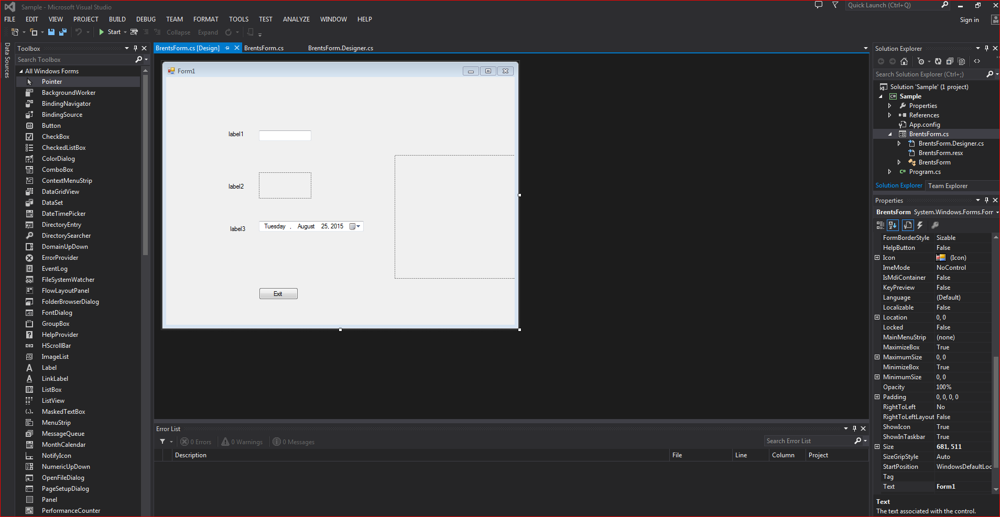 Sample - Microsoft Visual Studio
Quick Launch (Ctrl+Q)
FILE EDIT VIEW PROJECT BUILD DEBUG TEAM FORMAT TOOLS TEST ANALYZE WINDOW HELP
Sign in
Start Collapse Expand
Data Sources
Toolbox
Search Toolbox
All Windows Forms
Pointer
BackgroundWorker
BindingNavigator
BindingSource
Button
CheckBox
CheckedListBox
ColorDialog
ComboBox
ContextMenuStrip
DataGridView
DataSet
DateTimePicker
DirectoryEntry
DirectorySearcher
DomainUpDown
ErrorProvider
EventLog
FileSystemWatcher
FlowLayoutPanel
FolderBrowserDialog
FontDialog
GroupBox
HelpProvider
HScrollBar
ImageList
Label
LinkLabel
ListBox
ListView
MaskedTextBox
MenuStrip
MessageQueue
MonthCalendar
NotifyIcon
NumericUpDown
OpenFileDialog
PageSetupDialog
Panel
PerformanceCounter
BrentsForm.cs [Design] BrentsForm.cs BrentsForm.Designer.cs
Form1
label1
label2
label3 Tuesday , August 25, 2015
Exit
Error List
0 Errors 0 Warnings 0 Messages
Search Error List
Description File Line Column Project
Solution Explorer
Search Solution Explorer (Ctrl+;)
Solution 'Sample' (1 project)
C# Sample
Properties
References
App.config
BrentsForm.cs
BrentsForm.Designer.cs
BrentsForm.resx
BrentsForm
C# Program.cs
Solution Explorer Team Explorer
Properties
BrentsForm System.Windows.Forms.Forr
FormBorderStyle Sizable
HelpButton False
Icon (Icon)
ImeMode NoControl
IsMdiContainer False
KeyPreview False
Language (Default)
Localizable False
Location 0, 0
Locked False
MainMenuStrip (none)
MaximizeBox True
MaximumSize 0, 0
MinimizeBox True
MinimumSize 0, 0
Opacity 100%
Padding 0, 0, 0, 0
RightToLeft No
RightToLeftLayout False
ShowIcon True
ShowInTaskbar True
Size 681, 511
SizeGripStyle Auto
StartPosition WindowsDefaultLoc
Tag
Text Form1
Text
The text associated with the control.